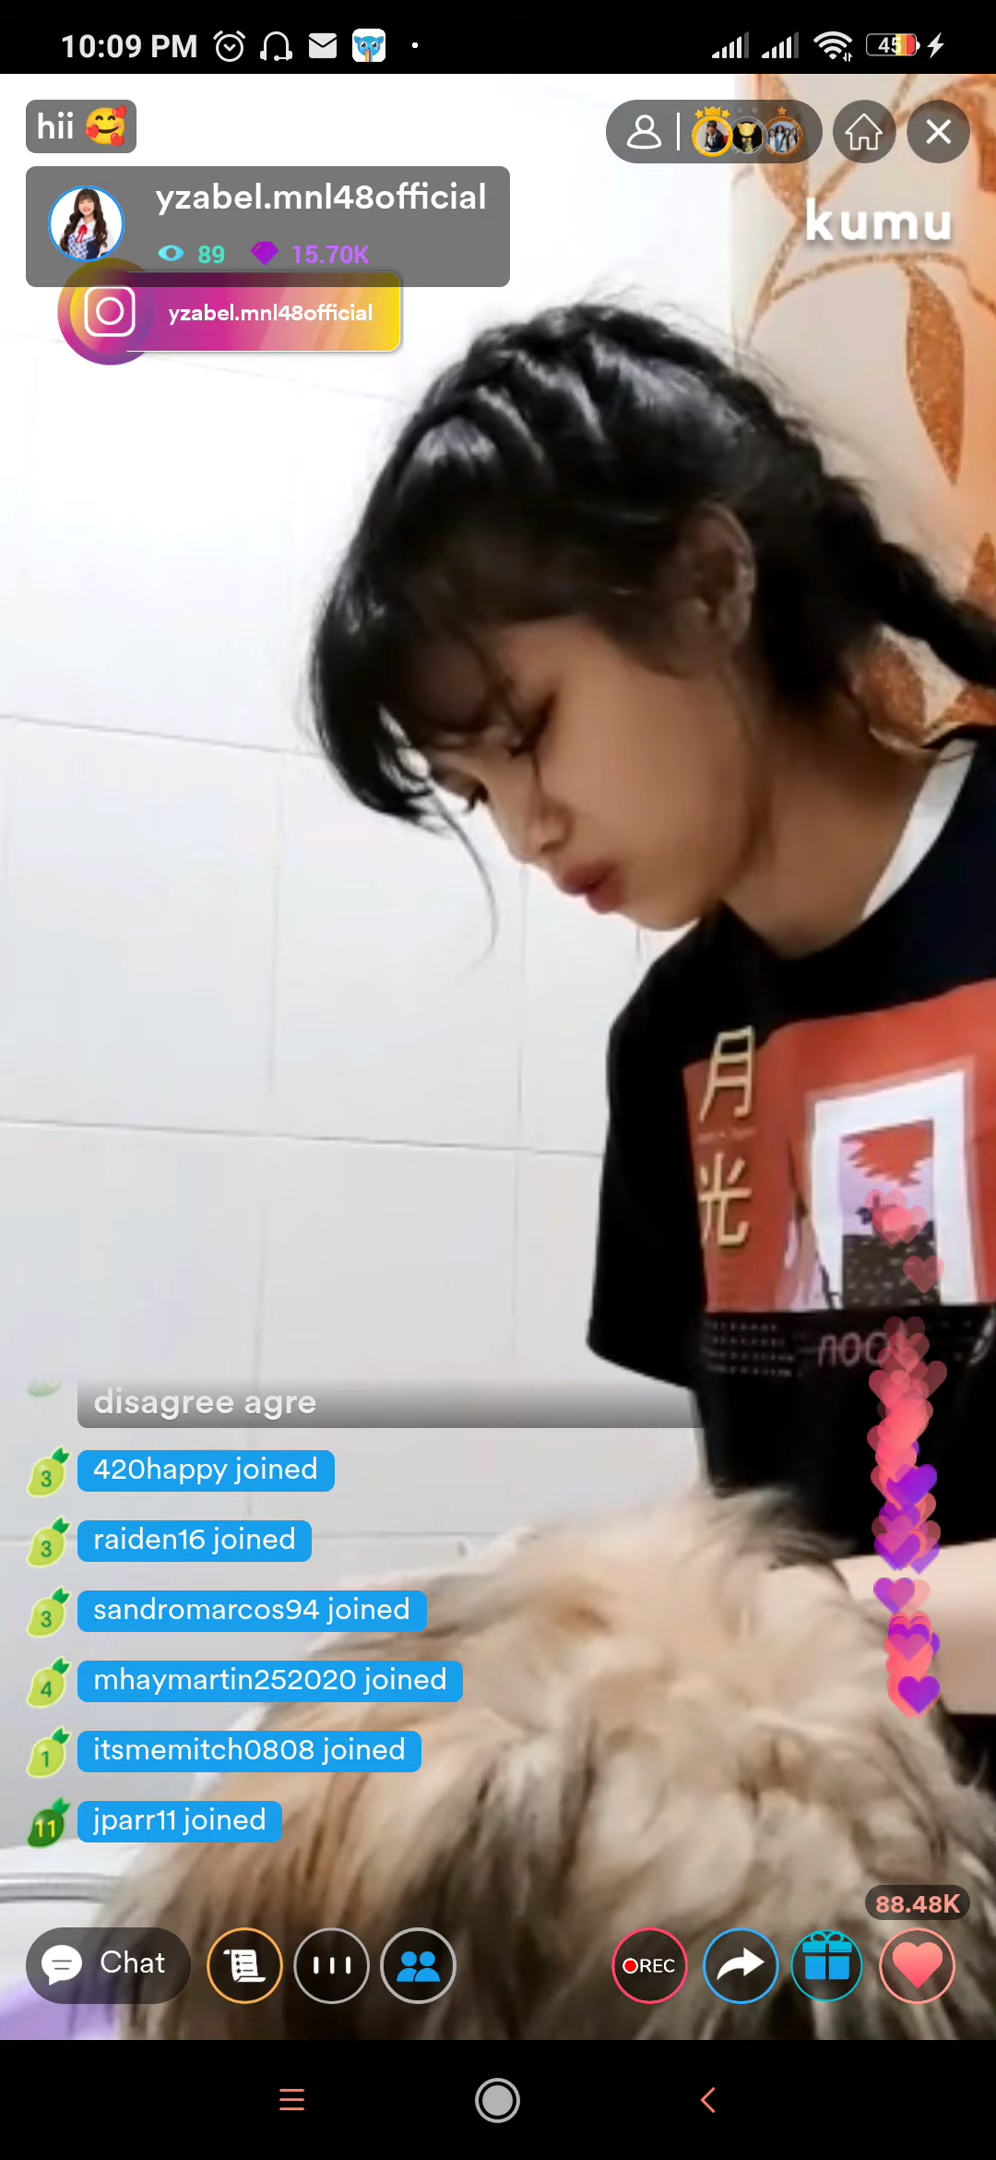 10:09 PM
45
hii 🥰
yzabel.mnl48official
89 15.70K
kumu
yzabel.mnl48official
月
光
disagree agre
3 420happy joined
3 raiden16 joined
3 sandromarcos94 joined
4 mhaymartin252020 joined
1 itsmemitch0808 joined
11 jparr11 joined
88.48K
Chat
REC